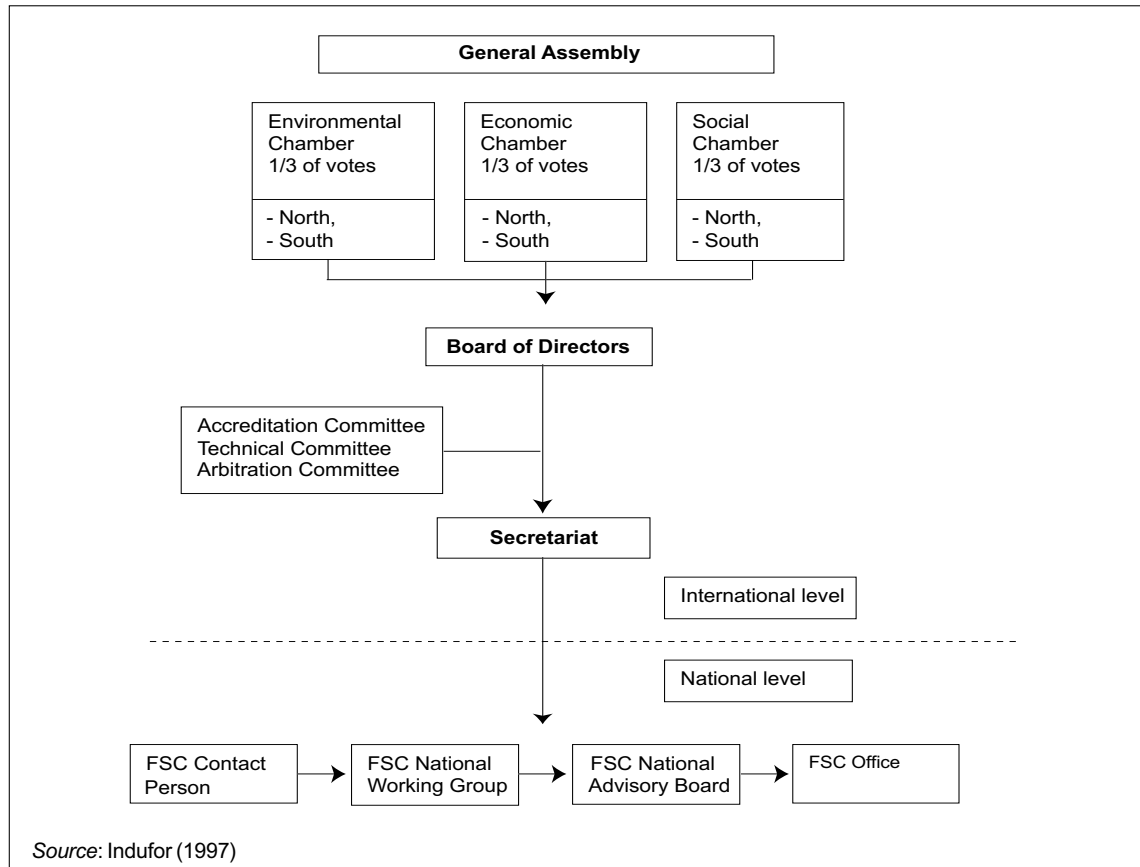 General Assembly
Environmental
Chamber
1/3 of votes
- North,
- South
Economic
Chamber
1/3 of votes
- North,
- South
Social
Chamber
1/3 of votes
- North,
- South
Board of Directors
Accreditation Committee
Technical Committee
Arbitration Committee
Secretariat
International level
National level
FSC Contact
Person
FSC National
Working Group
FSC National
Advisory Board
FSC Office
Source: Indufor (1997)